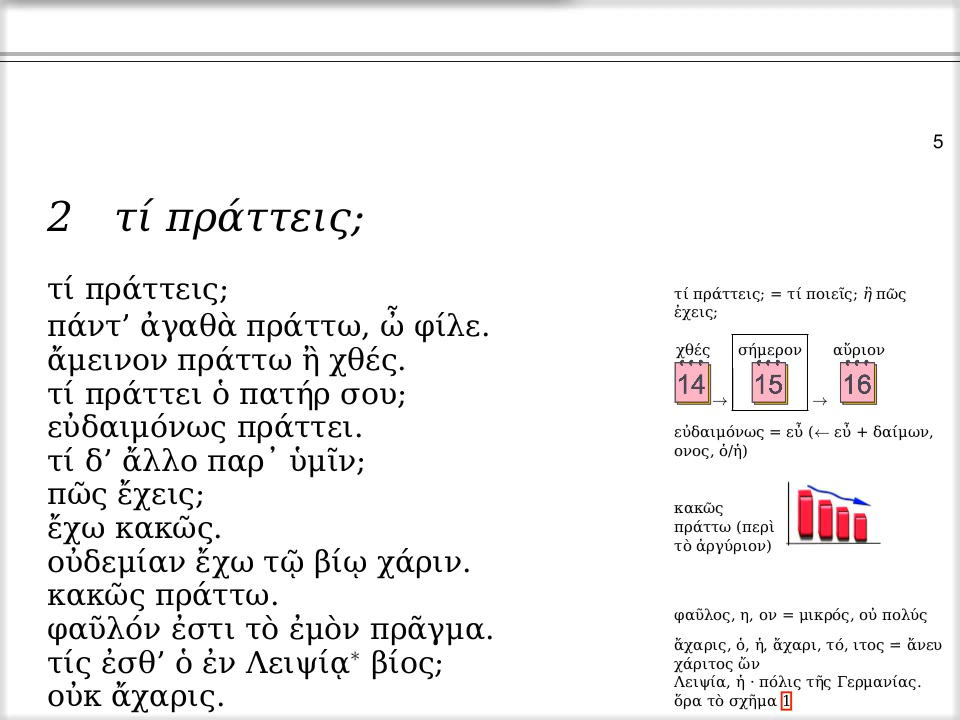 5
2 τί πράττεις;
τί πράττεις;
πάντ’ ἀγαθὰ πράττω, ὦ φίλε.
ἄμεινον πράττω ἢ χθές.
τί πράττει ὁ πατήρ σου;
εὐδαιμόνως πράττει.
τί δ’ ἄλλο παρ᾽ ὑμῖν;
πῶς ἔχεις;
ἔχω κακῶς.
οὐδεμίαν ἔχω τῷ βίῳ χάριν.
κακῶς πράττω.
φαῦλόν ἐστι τὸ ἐμὸν πρᾶγμα.
τίς ἐσθ’ ὁ ἐν Λειψίᾳ* βίος;
οὐκ ἄχαρις.
τί πράττεις; = τί ποιεῖς; ἢ πῶς
ἔχεις;
χθές σήμερον αὔριον
14 → 15 → 16
εὐδαιμόνως = εὖ (← εὖ + δαίμων,
ονος, ὁ/ἡ)
κακῶς
πράττω (περὶ
τὸ ἀργύριον)
φαῦλος, η, ον = μικρός, οὐ πολύς
ἄχαρις, ὁ, ἡ, ἄχαρι, τό, ιτος = ἄνευ
χάριτος ὤν
Λειψία, ἡ · πόλις τῆς Γερμανίας.
ὅρα τὸ σχῆμα 1